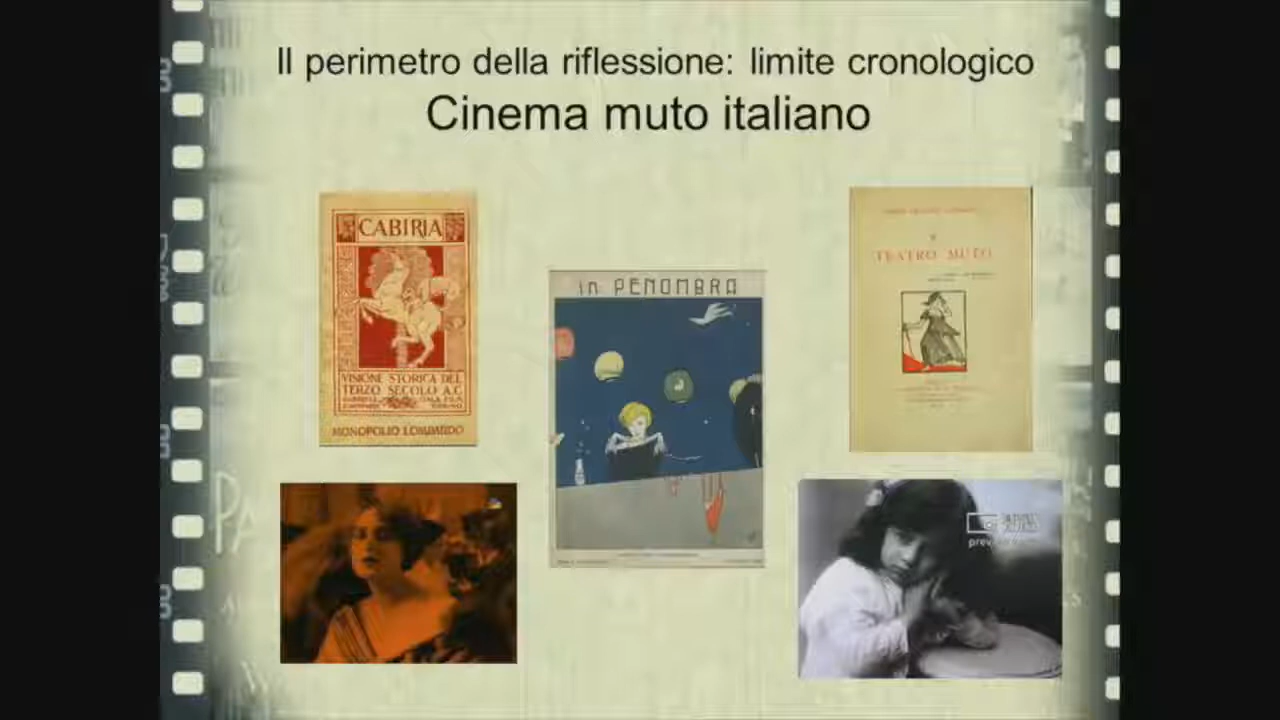 Il perimetro della riflessione: limite cronologico
Cinema muto italiano
CABIRIA
VISIONE STORICA DEL
TERZO SECOLO A.C.
MONOPOLIO LOMBARDO
in PENOMBRA
TEATRO MUTO